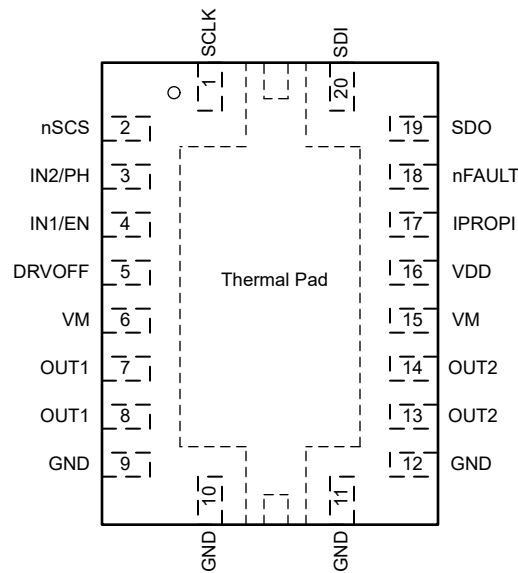 SCLK
SDI
1
20
nSCS 2
19 SDO
IN2/PH 3
18 nFAULT
IN1/EN 4
17 IPROPI
DRVOFF 5
16 VDD
Thermal Pad
VM 6
15 VM
OUT1 7
14 OUT2
OUT1 8
13 OUT2
GND 9
12 GND
10
11
GND
GND